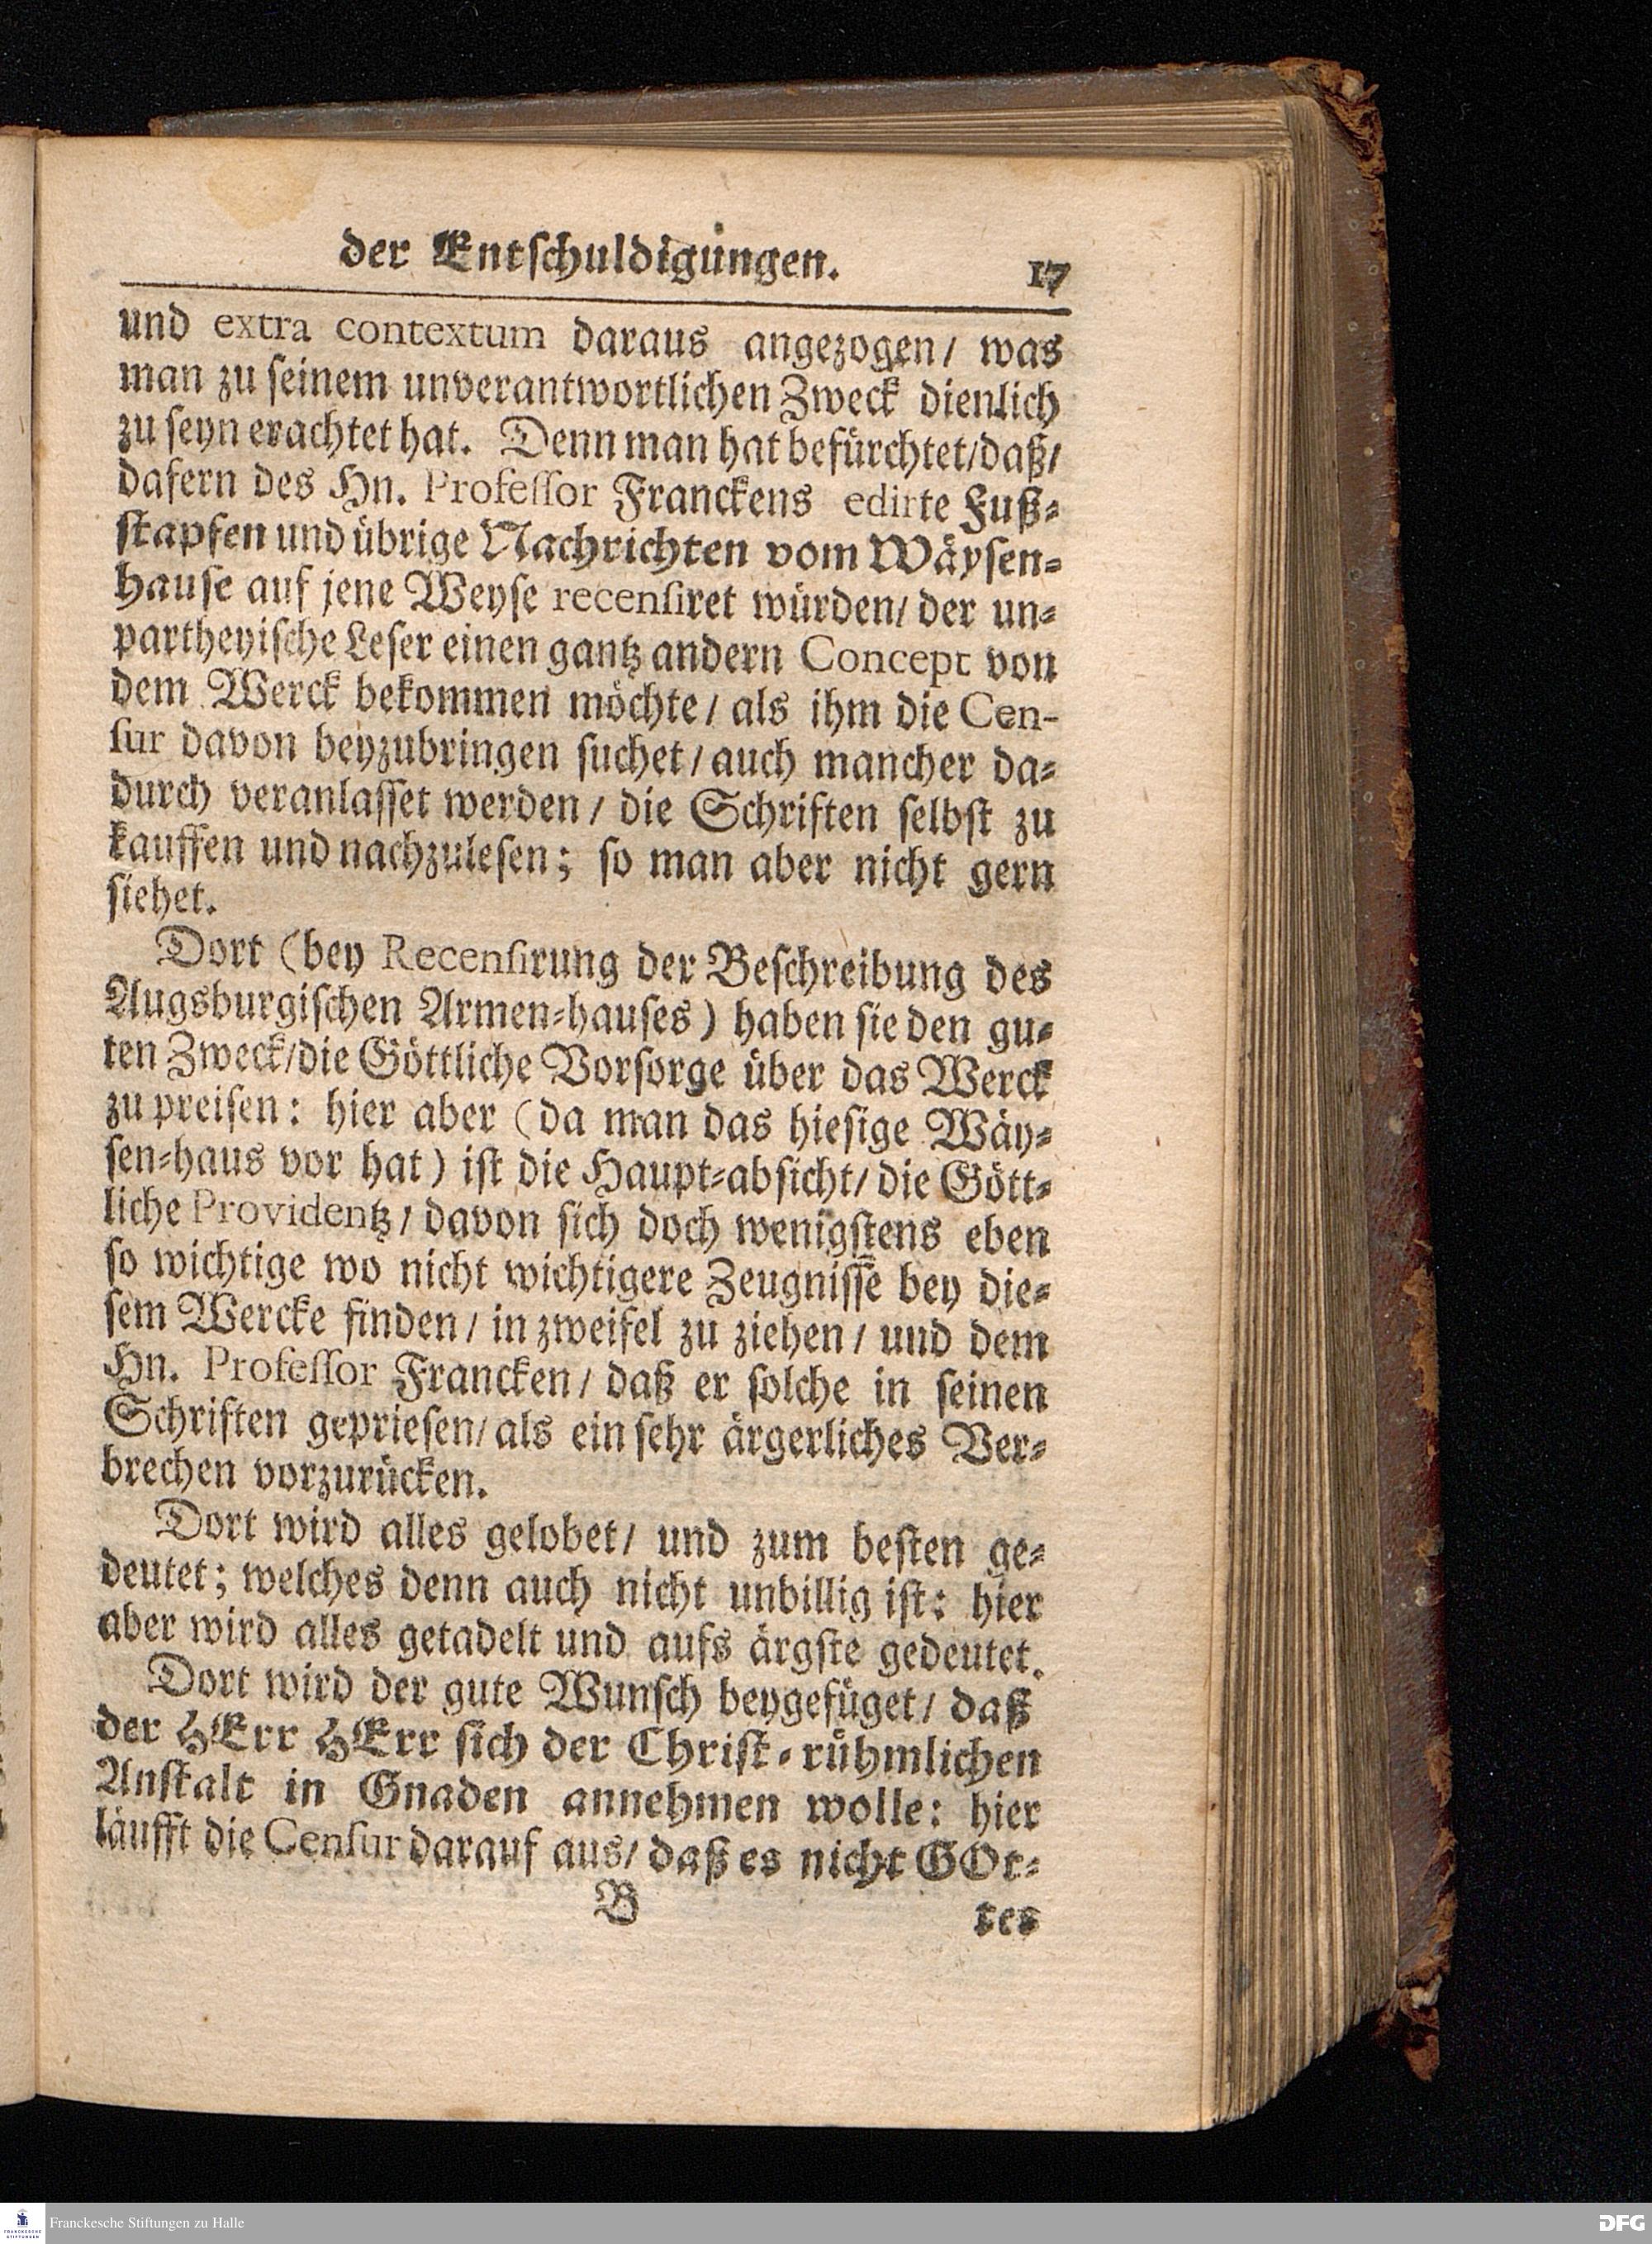 der Entſchuldigungen. 17
und extra contextum daraus angezogen/ was
man zu ſeinem unverantwortlichen Zweck dienlich
zu ſeyn erachtet hat. Denn man hat befürchtet/daß/
dafern des Hn. Profeſſor Franckens edirte Fuß⸗
ſtapfen und übrige Nachrichten vom Wäyſen⸗
hauſe auf jene Weyſe recenſiret würden/ der un⸗
partheyiſche Leſer einen gantz andern Concept von
dem Werck bekommen möchte/ als ihm die Cen-
ſur davon beyzubringen ſuchet/ auch mancher da⸗
durch veranlaſſet werden/ die Schriften ſelbſt zu
kauffen und nachzuleſen; ſo man aber nicht gern
ſiehet.
Dort (bey Recenſirung der Beſchreibung des
Augsburgiſchen Armen⸗hauſes) haben ſie den gu⸗
ten Zweck/die Göttliche Vorſorge über das Werck
zu preiſen: hier aber (da man das hieſige Wäy⸗
ſen⸗haus vor hat) iſt die Haupt⸗abſicht/ die Gött⸗
liche Providentz/ davon ſich doch wenigſtens eben
ſo wichtige wo nicht wichtigere Zeugniſſe bey die⸗
ſem Wercke finden/ in zweifel zu ziehen/ und dem
Hn. Profeſſor Francken/ daß er ſolche in ſeinen
Schriften geprieſen/ als ein ſehr ärgerliches Ver⸗
brechen vorzurücken.
Dort wird alles gelobet/ und zum beſten ge⸗
deutet; welches denn auch nicht unbillig iſt: hier
aber wird alles getadelt und aufs ärgſte gedeutet.
Dort wird der gute Wunſch beygefüget/ daß
der HErr HErr ſich der Chriſt⸗rühmlichen
Anſtalt in Gnaden annehmen wolle: hier
läufft die Cenſur darauf aus/ daß es nicht GOt⸗
B tes
FRANCKESCHE STIFTUNGEN
Franckesche Stiftungen zu Halle
DFG